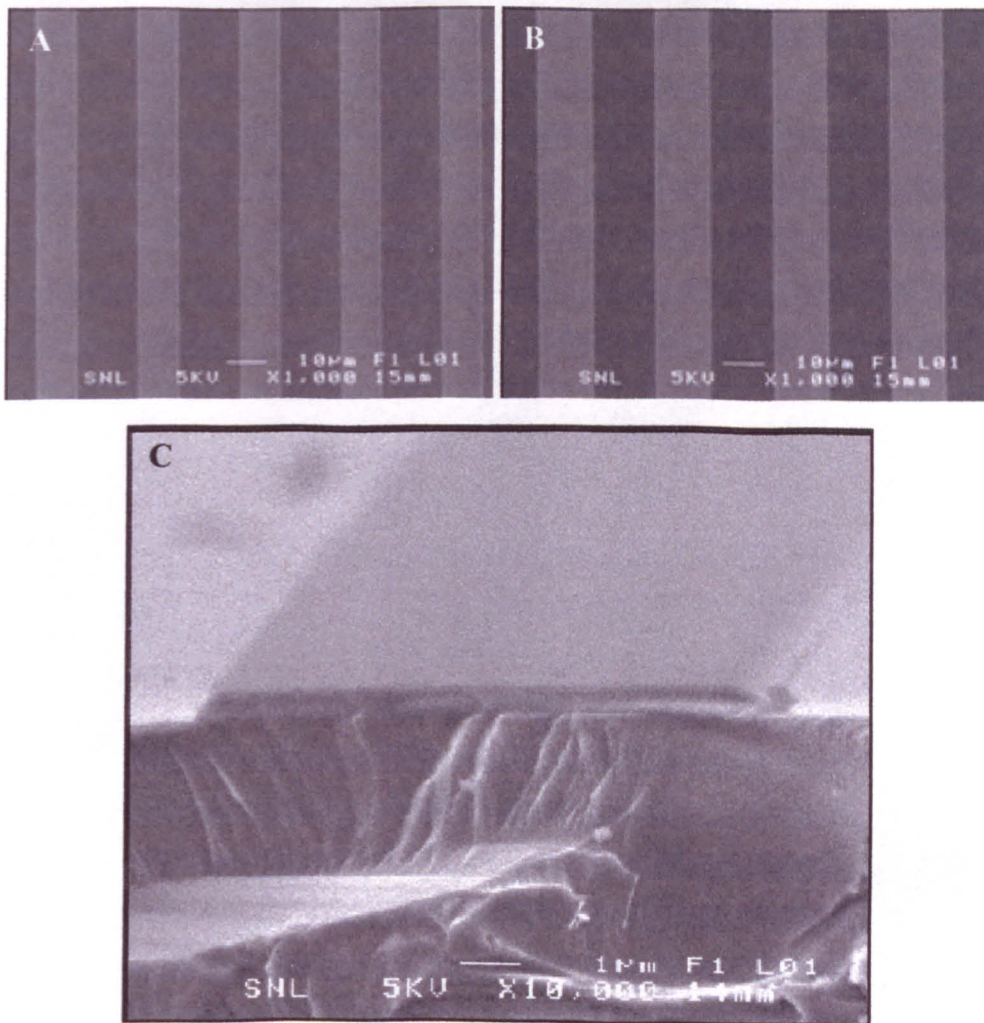 A
10μm F1 L01
SNL 5KV X1,000 15mm
B
10μm F1 L01
SNL 5KV X1,000 15mm
C
1μm F1 L01
SNL 5KV X10,000 14mm